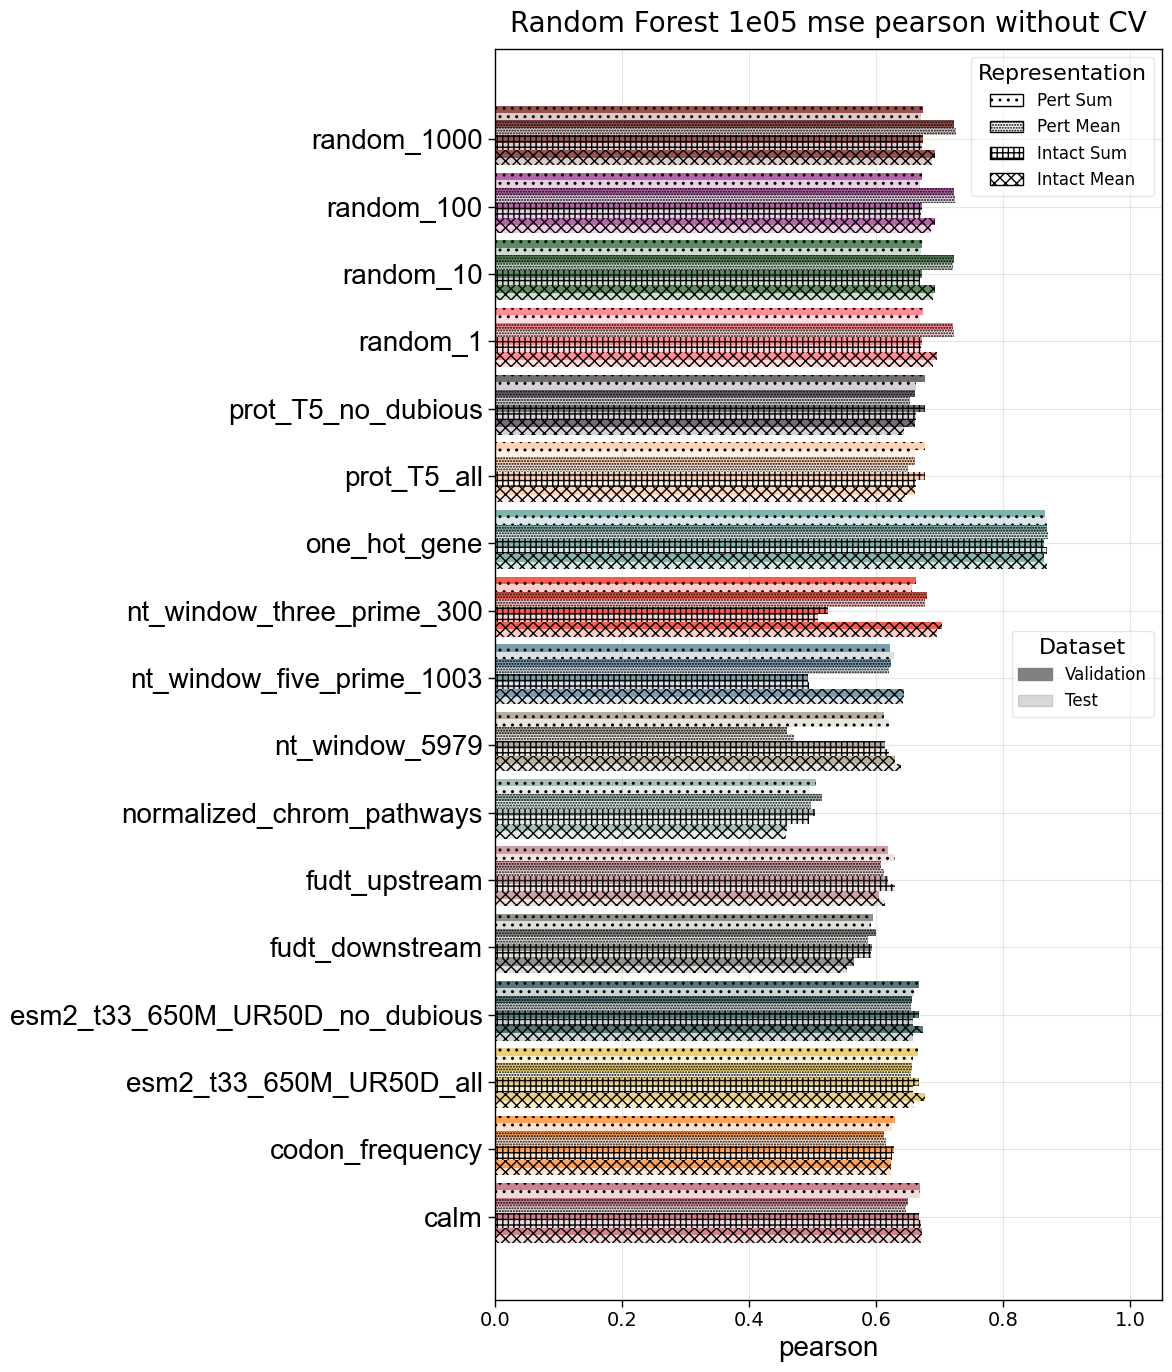 Random Forest 1e05 mse pearson without CV
Representation
Pert Sum
Pert Mean
Intact Sum
Intact Mean
random_1000
random_100
random_10
random_1
prot_T5_no_dubious
prot_T5_all
one_hot_gene
nt_window_three_prime_300
Dataset
Validation
Test
nt_window_five_prime_1003
nt_window_5979
normalized_chrom_pathways
fudt_upstream
fudt_downstream
esm2_t33_650M_UR50D_no_dubious
esm2_t33_650M_UR50D_all
codon_frequency
calm
0.0 0.2 0.4 0.6 0.8 1.0
pearson